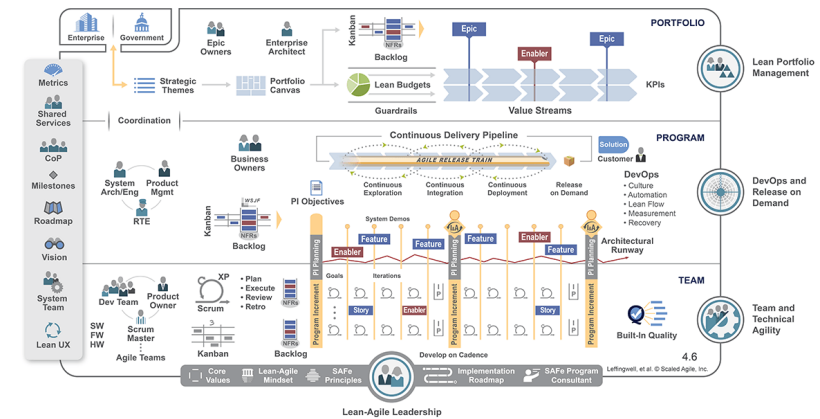 Enterprise
Government
Epic
Owners
Enterprise
Architect
Kanban
NFRs
Backlog
Epic
Enabler
Epic
PORTFOLIO
Lean Portfolio
Management
Strategic
Themes
Portfolio
Canvas
Lean Budgets
Guardrails
Value Streams
KPIs
Metrics
Shared
Services
CoP
Milestones
Roadmap
Vision
System
Team
Lean UX
Coordination
Business
Owners
Continuous Delivery Pipeline
AGILE RELEASE TRAIN
Continuous
Exploration
Continuous
Integration
Continuous
Deployment
Release
on Demand
Solution
Customer
PROGRAM
DevOps
• Culture
• Automation
• Lean Flow
• Measurement
• Recovery
DevOps and
Release on
Demand
System
Arch/Eng
Product
Mgmt
RTE
Kanban
WSJF
NFRs
Backlog
PI Objectives
System Demos
PI Planning
Enabler
Feature
Feature
I&A
PI Planning
Feature
Enabler
Feature
I&A
PI Planning
Architectural
Runway
TEAM
Dev Team
Product
Owner
Scrum
Master
Agile Teams
SW
FW
HW
XP
Scrum
• Plan
• Execute
• Review
• Retro
Kanban
3
NFRs
NFRs
Backlog
Program Increment
Goals
Iterations
Story
Enabler
I
P
I
P
Program Increment
Story
I
P
I
P
Program Increment
Built-In Quality
Team and
Technical
Agility
Develop on Cadence
4.6
Leffingwell, et al. © Scaled Agile, Inc.
Core
Values
Lean-Agile
Mindset
SAFe
Principles
Implementation
Roadmap
SAFe Program
Consultant
Lean-Agile Leadership